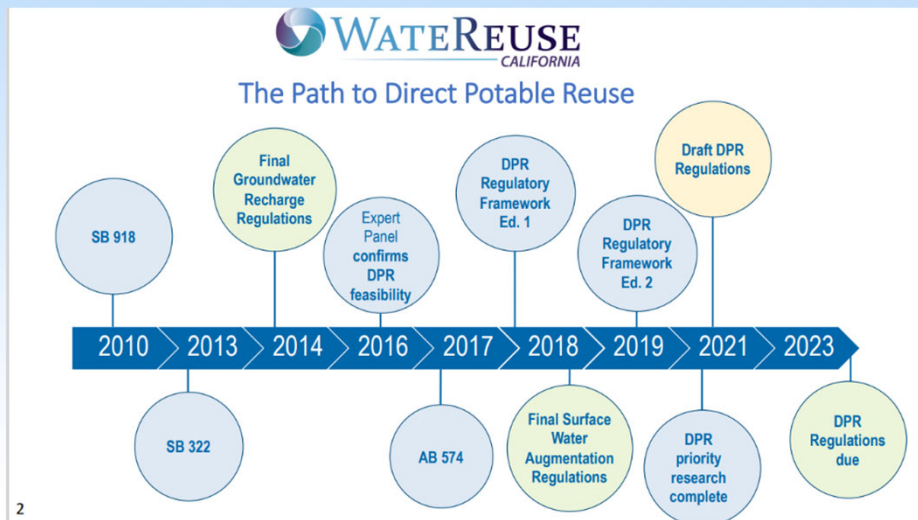 WATEREUSE
CALIFORNIA
The Path to Direct Potable Reuse
SB 918
Final
Groundwater
Recharge
Regulations
Expert
Panel
confirms
DPR
feasibility
DPR
Regulatory
Framework
Ed. 1
DPR
Regulatory
Framework
Ed. 2
Draft DPR
Regulations
2010
2013
2014
2016
2017
2018
2019
2021
2023
SB 322
AB 574
Final Surface
Water
Augmentation
Regulations
DPR
priority
research
complete
DPR
Regulations
due
2